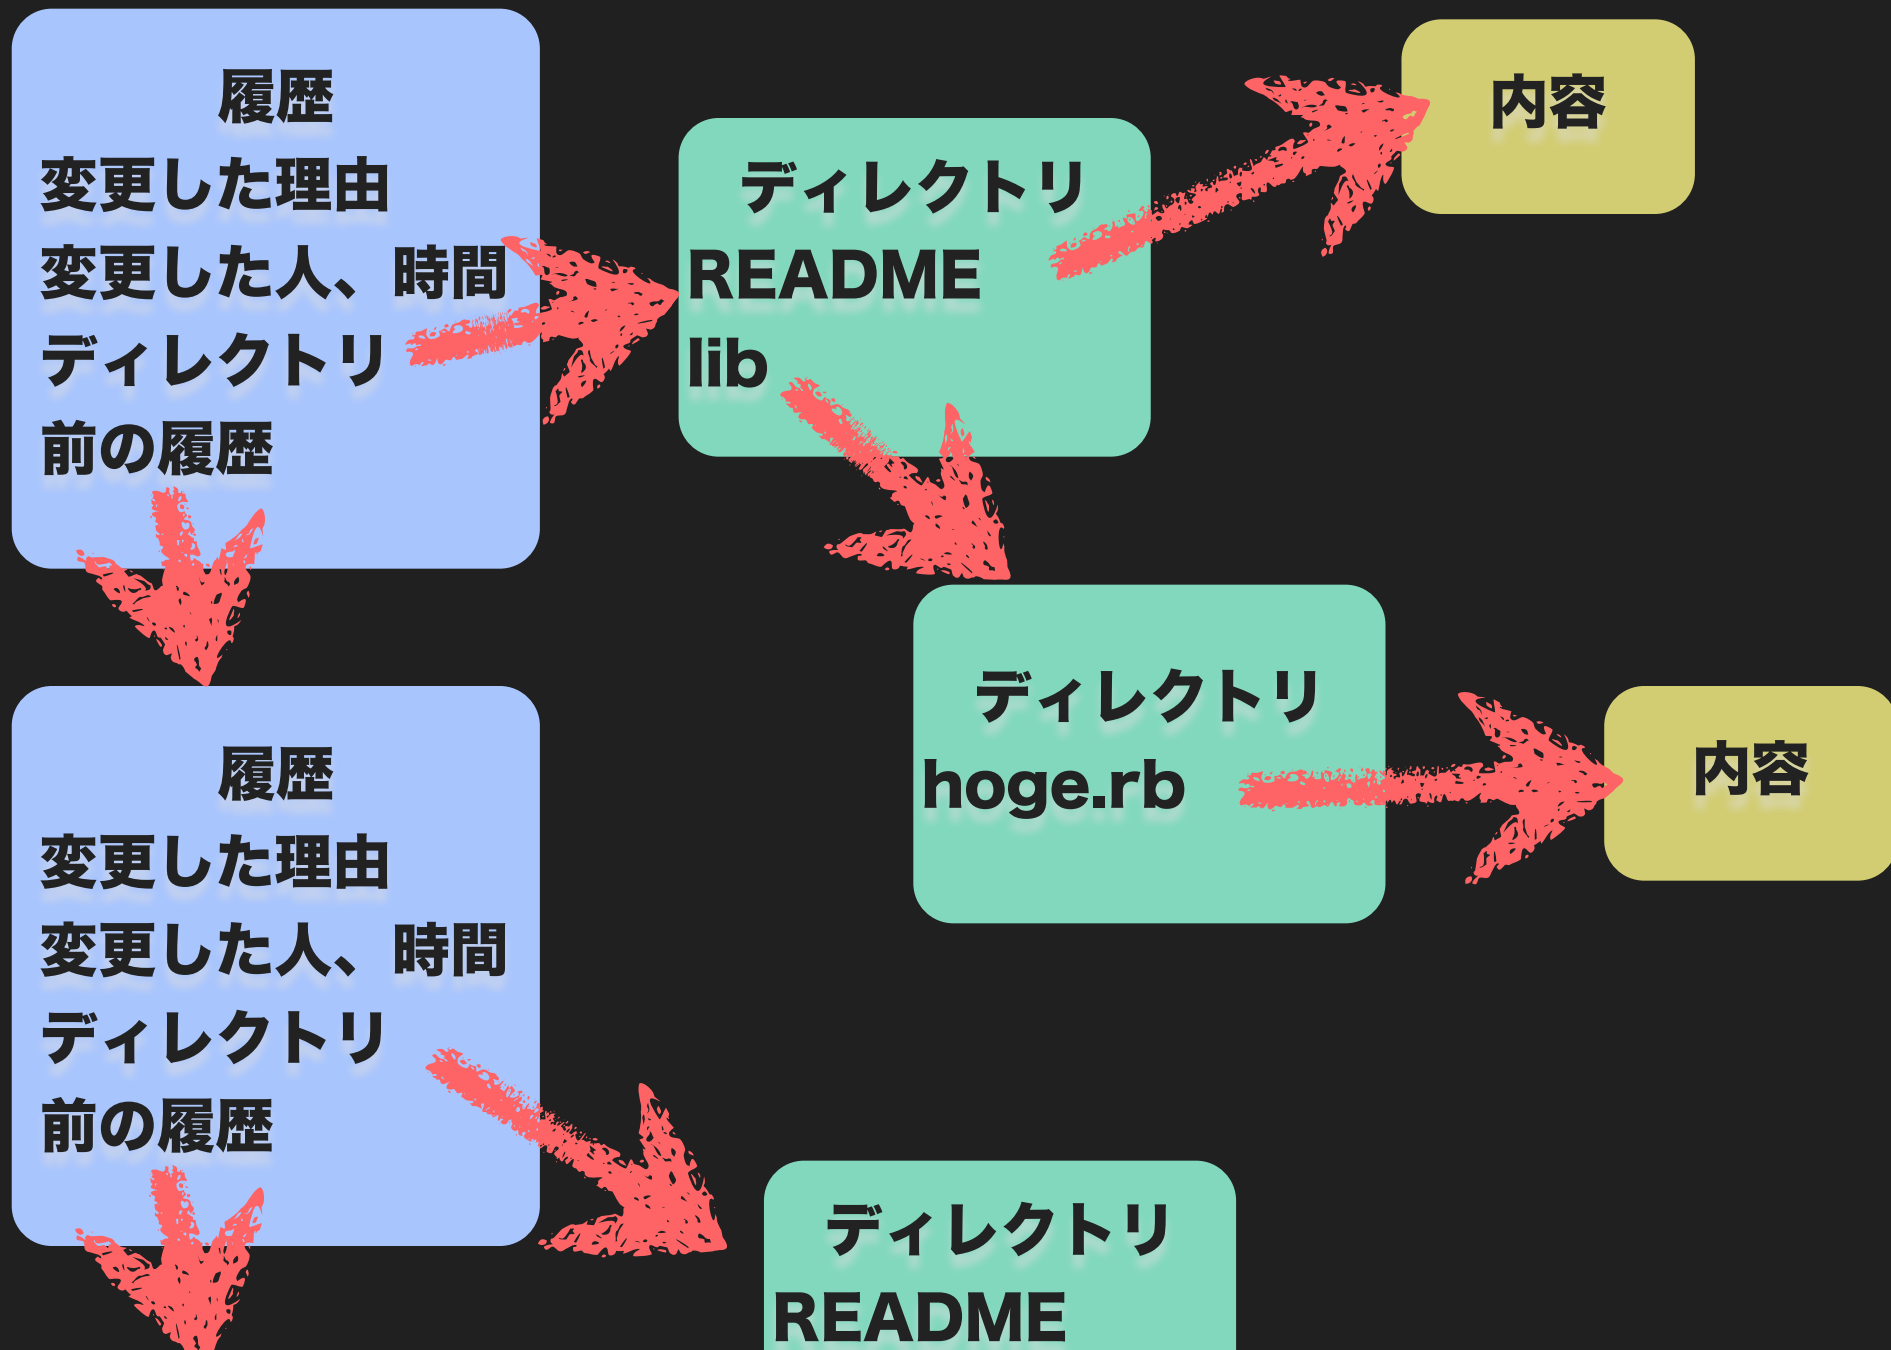 履歴
変更した理由
変更した人、時間
ディレクトリ
前の履歴
ディレクトリ
README
lib
内容
ディレクトリ
hoge.rb
内容
履歴
変更した理由
変更した人、時間
ディレクトリ
前の履歴
ディレクトリ
README